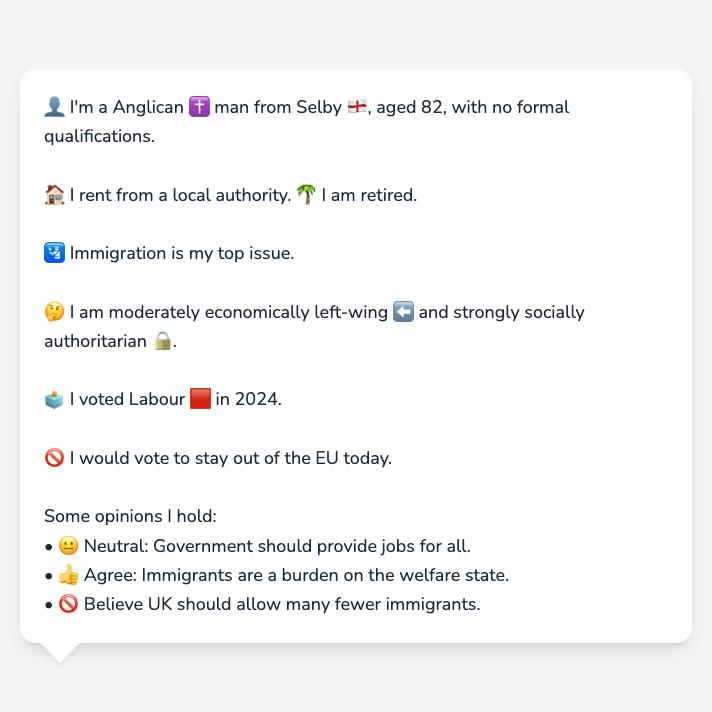 👤 I'm a Anglican ✝️ man from Selby 🏴󠁧󠁢󠁥󠁮󠁧󠁿, aged 82, with no formal
qualifications.
🏠 I rent from a local authority. 🌴 I am retired.
🛂 Immigration is my top issue.
🤔 I am moderately economically left-wing ⬅️ and strongly socially
authoritarian 🔒.
🗳️ I voted Labour 🟥 in 2024.
🚫 I would vote to stay out of the EU today.
Some opinions I hold:
• 😐 Neutral: Government should provide jobs for all.
• 👍 Agree: Immigrants are a burden on the welfare state.
• 🚫 Believe UK should allow many fewer immigrants.